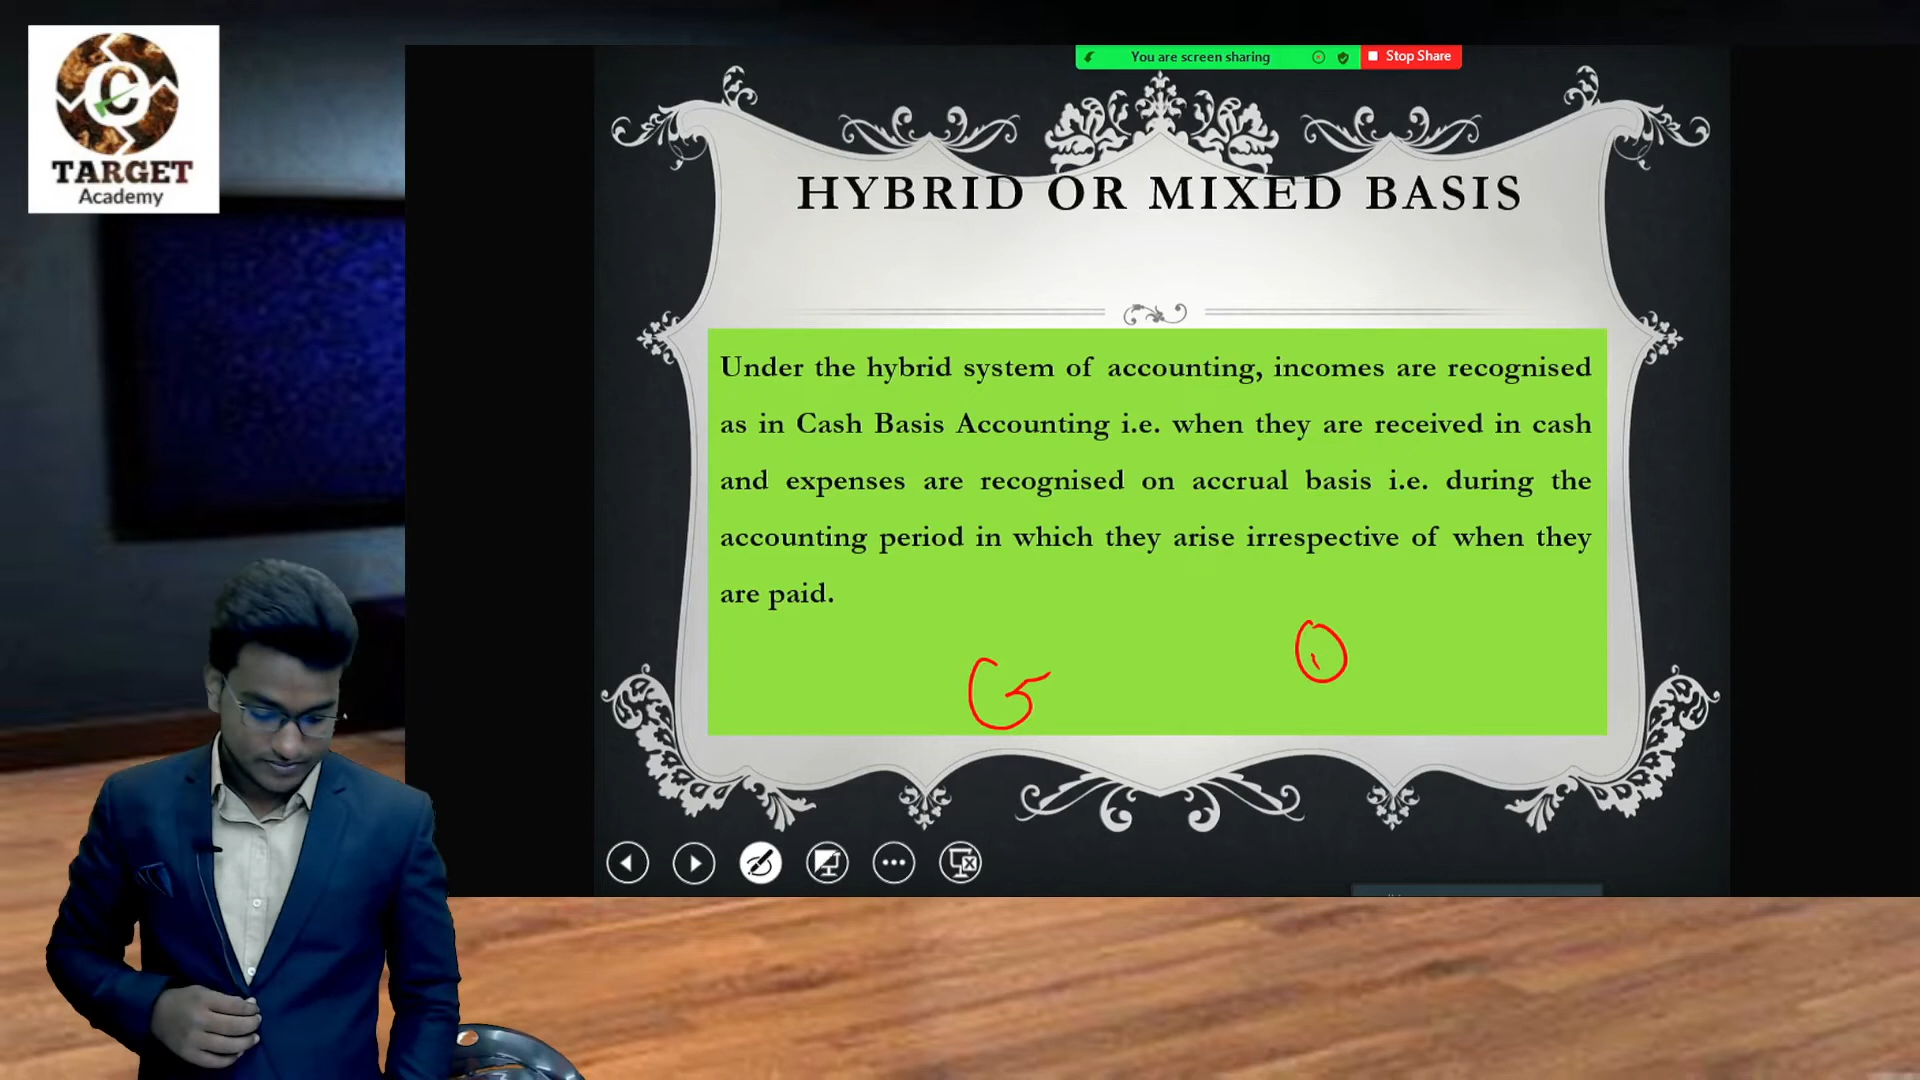 C
TARGET
Academy
You are screen sharing
Stop Share
HYBRID OR MIXED BASIS
Under the hybrid system of accounting, incomes are recognised
as in Cash Basis Accounting i.e. when they are received in cash
and expenses are recognised on accrual basis i.e. during the
accounting period in which they arise irrespective of when they
are paid.